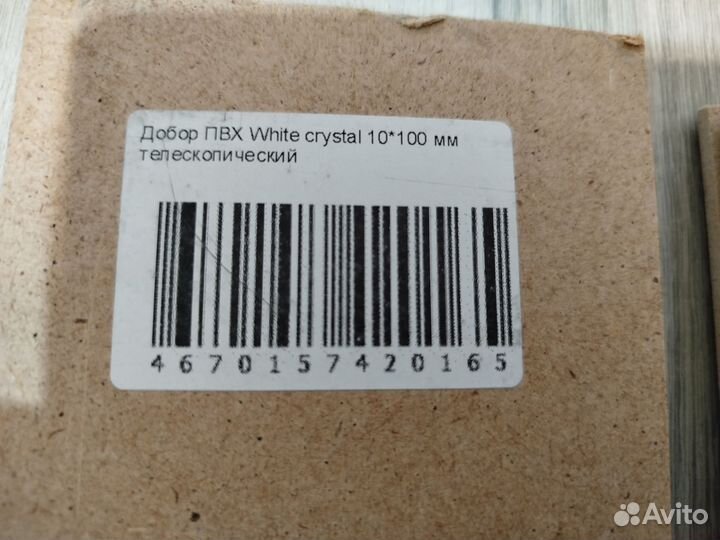 Добор ПВХ White crystal 10*100 мм
телескопический
4670157420165
Avito